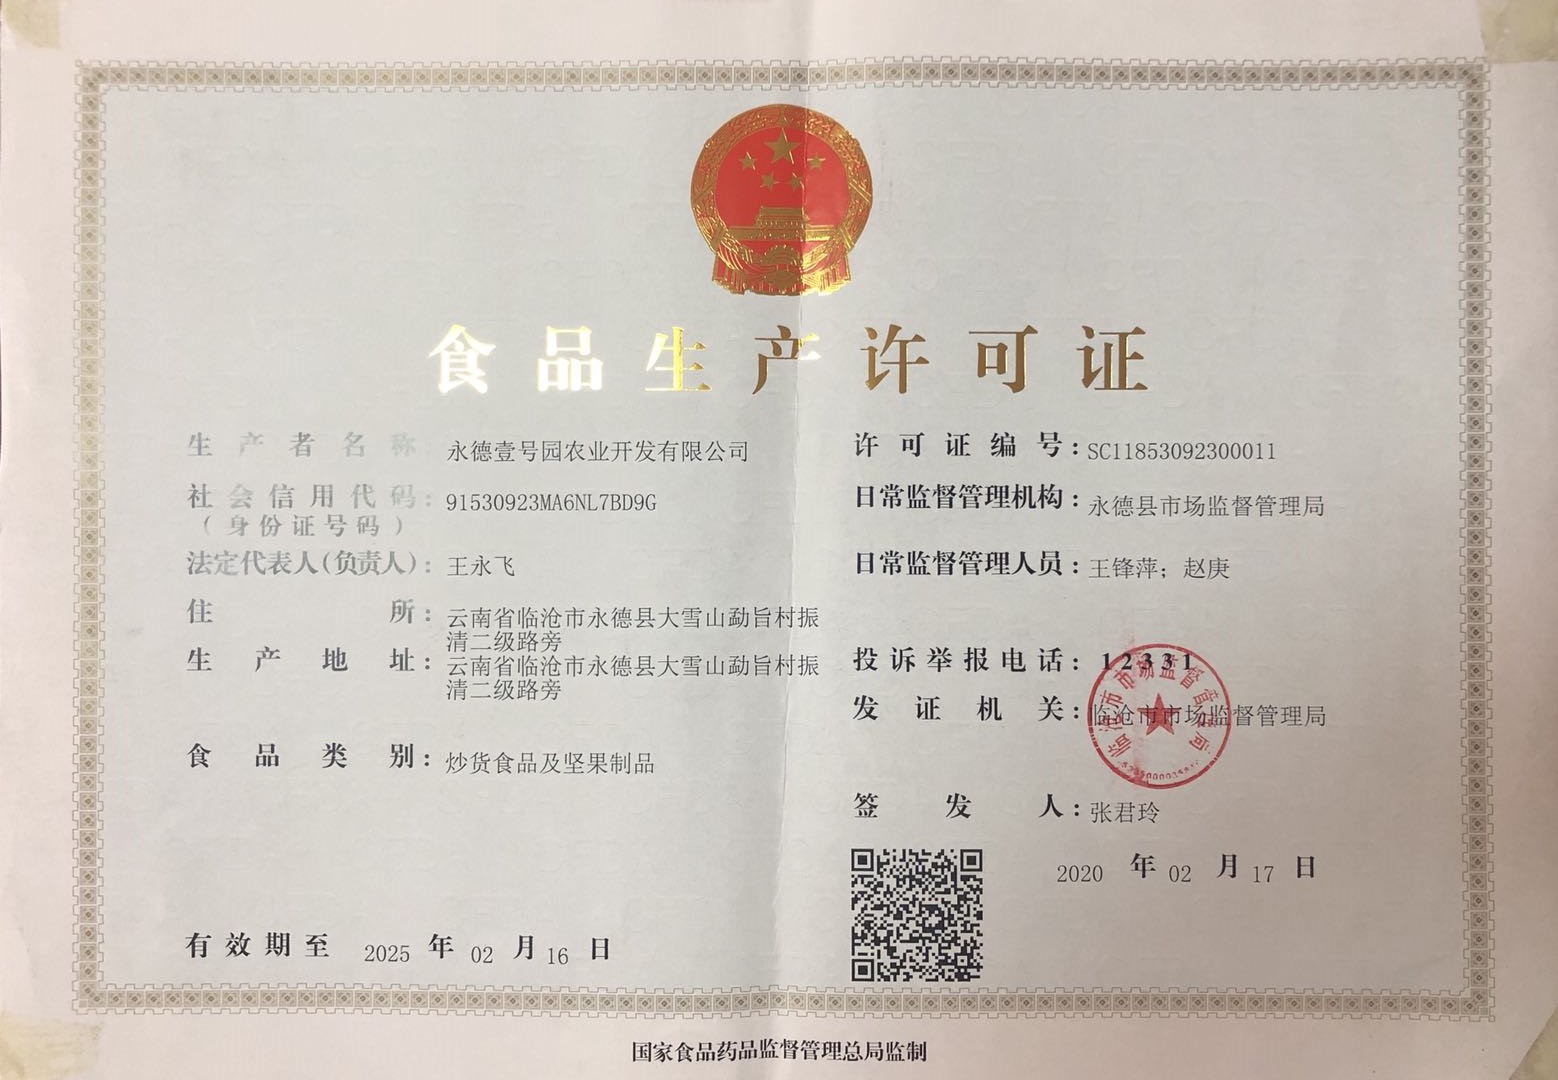 食品生产许可证
生产者名称：永德壹号园农业开发有限公司
社会信用代码：91530923MA6NL7BD9G
（身份证号码）
法定代表人(负责人)：王永飞
住所：云南省临沧市永德县大雪山勐旨村振
清二级路旁
生产地址：云南省临沧市永德县大雪山勐旨村振
清二级路旁
食品类别：炒货食品及坚果制品
有效期至 2025 年 02 月 16 日
许可证编号：SC11853092300011
日常监督管理机构：永德县市场监督管理局
日常监督管理人员：王锋萍；赵庚
投诉举报电话：12331
发证机关：临沧市市场监督管理局
临沧市市场监督管理局
签发人：张君玲
2020 年 02 月 17 日
国家食品药品监督管理总局监制